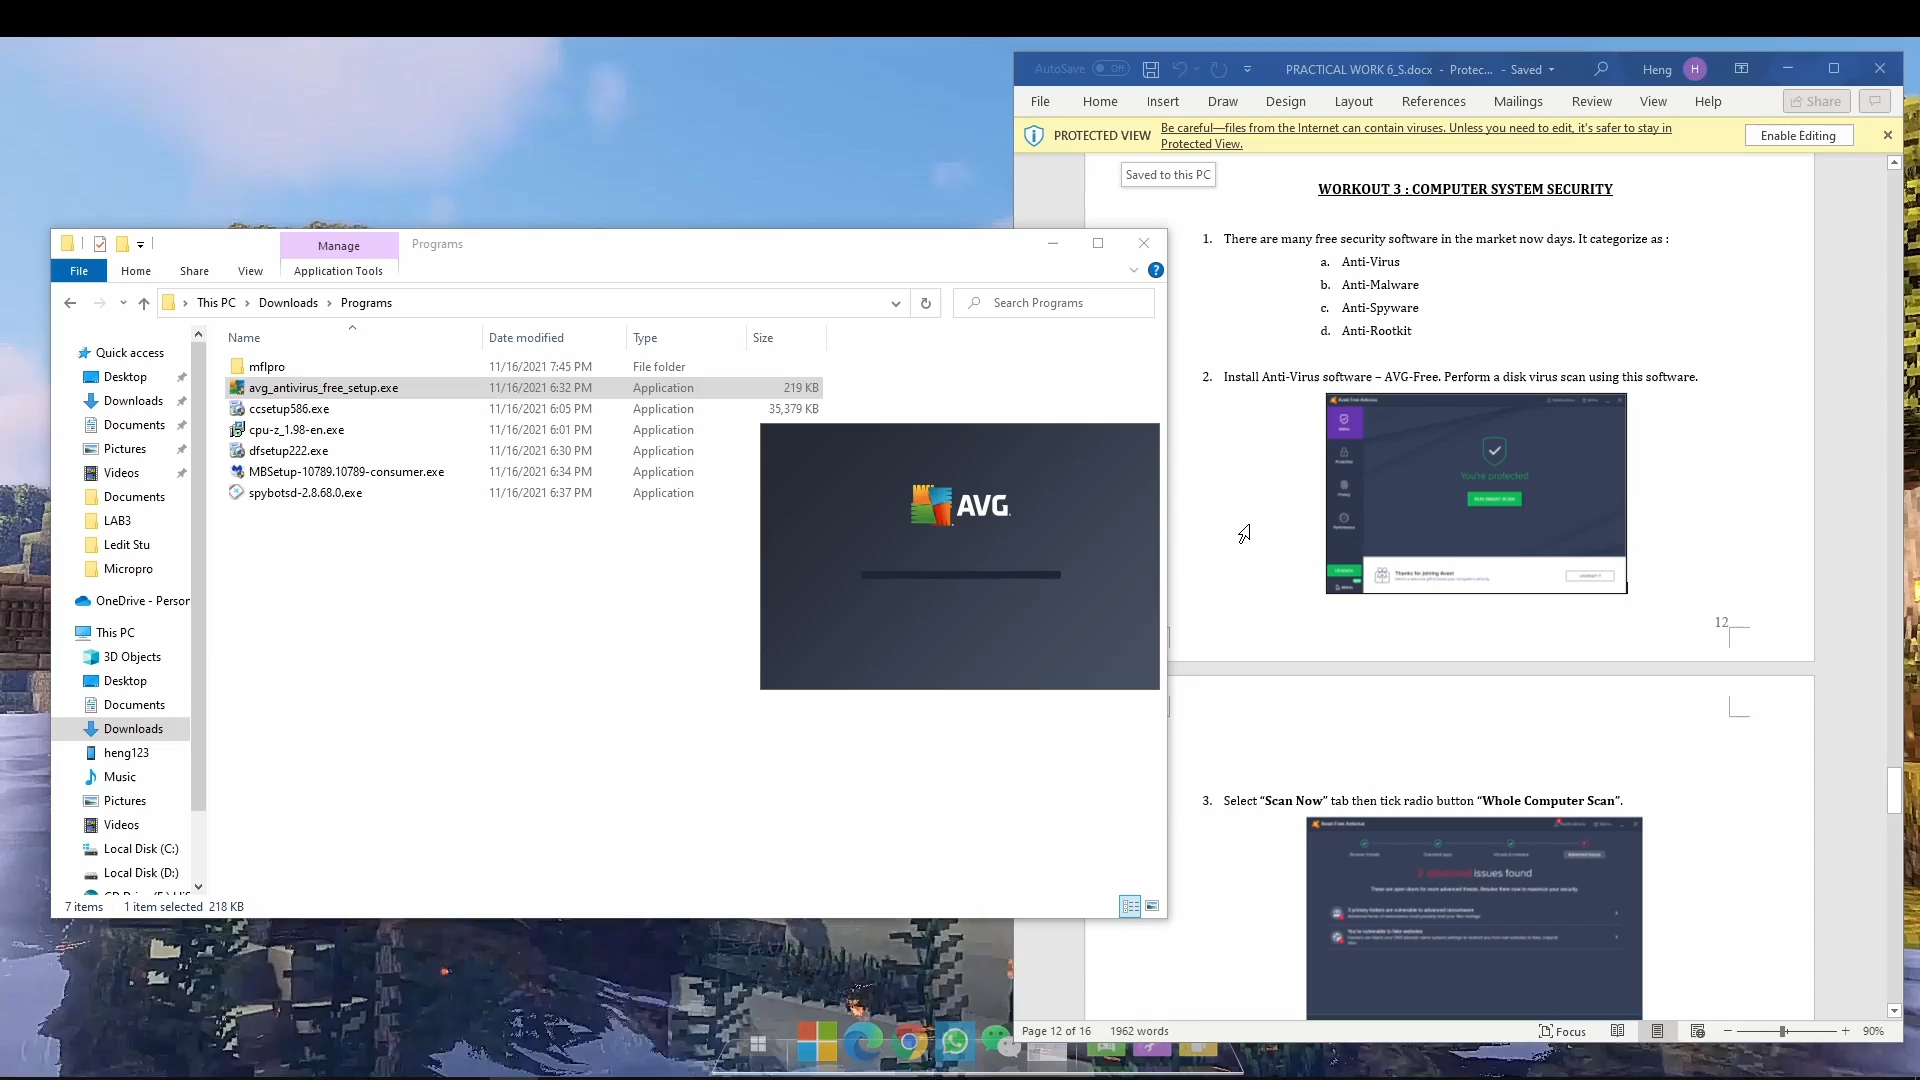 Manage
Programs
File
Home
Share
View
Application Tools
This PC
Downloads
Programs
Search Programs
Name
Date modified
Type
Size
Quick access
Desktop
Downloads
Documents
Pictures
Videos
Documents
LAB3
Ledit Stu
Micropro
OneDrive - Person
This PC
3D Objects
Desktop
Documents
Downloads
heng123
Music
Pictures
Videos
Local Disk (C:)
Local Disk (D:)
mflpro 11/16/2021 7:45 PM File folder
avg_antivirus_free_setup.exe 11/16/2021 6:32 PM Application 219 KB
ccsetup586.exe 11/16/2021 6:05 PM Application 35,379 KB
cpu-z_1.98-en.exe 11/16/2021 6:01 PM Application
dfsetup222.exe 11/16/2021 6:30 PM Application
MBSetup-10789.10789-consumer.exe 11/16/2021 6:34 PM Application
spybotsd-2.8.68.0.exe 11/16/2021 6:37 PM Application
7 items 1 item selected 218 KB
AVG
AutoSave Off
PRACTICAL WORK 6_S.docx - Protec... - Saved
Heng
H
File Home Insert Draw Design Layout References Mailings Review View Help
Share
PROTECTED VIEW
Be careful—files from the Internet can contain viruses. Unless you need to edit, it's safer to stay in
Protected View.
Enable Editing
Saved to this PC
WORKOUT 3 : COMPUTER SYSTEM SECURITY
1. There are many free security software in the market now days. It categorize as :
a. Anti-Virus
b. Anti-Malware
c. Anti-Spyware
d. Anti-Rootkit
2. Install Anti-Virus software – AVG-Free. Perform a disk virus scan using this software.
You're protected
RUN SMART SCAN
Thanks for joining Avast
12
3. Select “Scan Now” tab then tick radio button “Whole Computer Scan”.
2 advanced issues found
Page 12 of 16
1962 words
Focus
90%